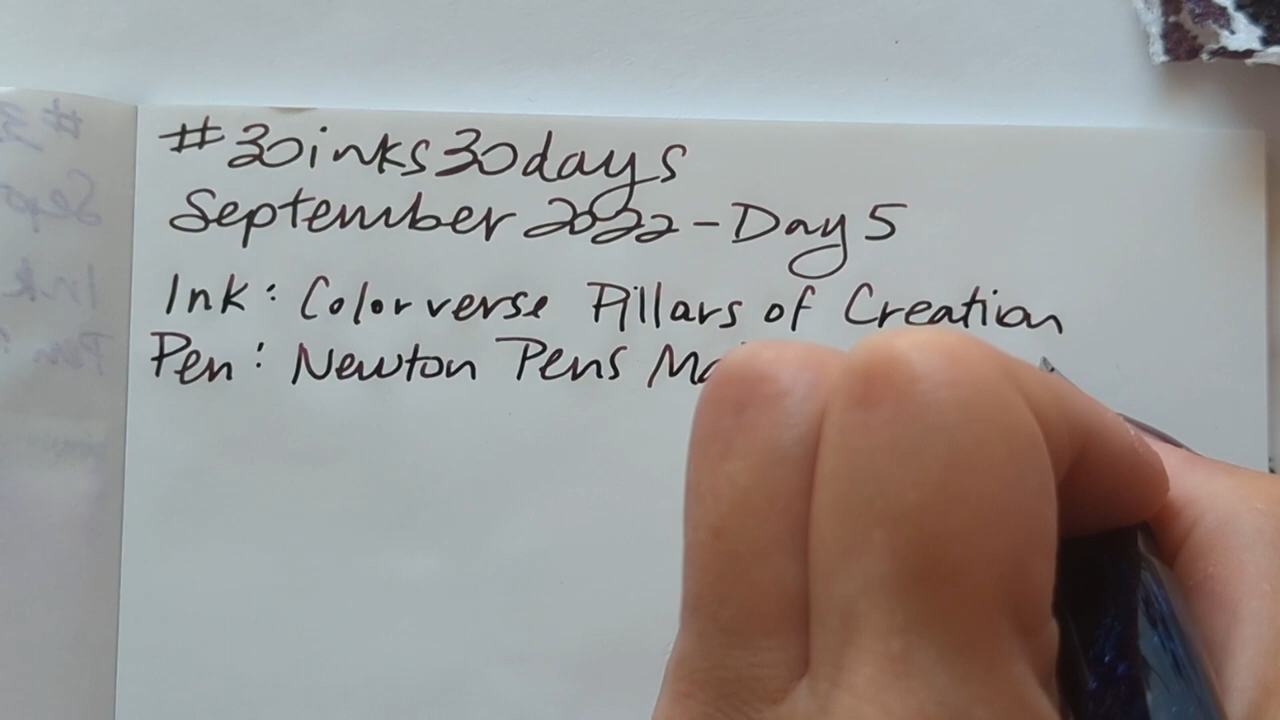 #30inks30days
September 2022 - Day 5
Ink: Colorverse Pillars of Creation
Pen: Newton Pens